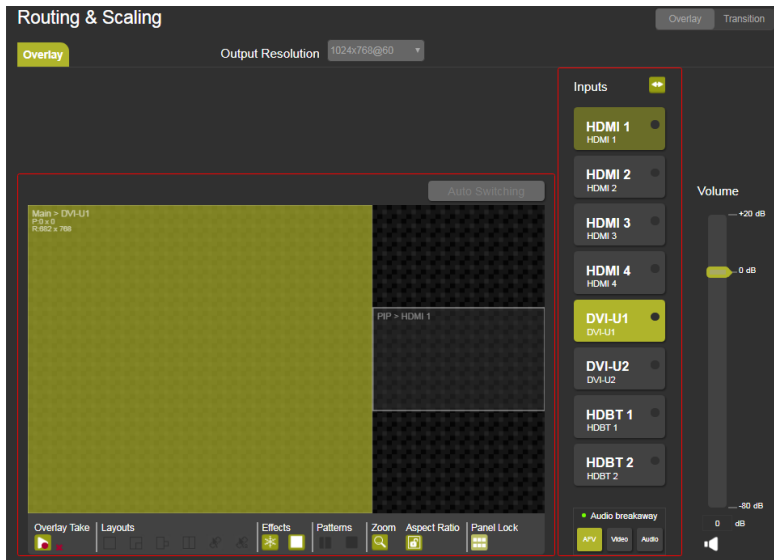 Routing & Scaling
Overlay
Transition
Overlay
Output Resolution
1024x768@60
Inputs
HDMI 1
HDMI 1
HDMI 2
HDMI 2
HDMI 3
HDMI 3
HDMI 4
HDMI 4
DVI-U1
DVI-U1
DVI-U2
DVI-U2
HDBT 1
HDBT 1
HDBT 2
HDBT 2
Audio breakaway
AFV
Video
Audio
Auto Switching
Main > DVI-U1
P:0 x 0
R:682 x 768
PIP > HDMI 1
Overlay Take
Layouts
Effects
Patterns
Zoom
Aspect Ratio
Panel Lock
Volume
+20 dB
0 dB
-80 dB
0 dB